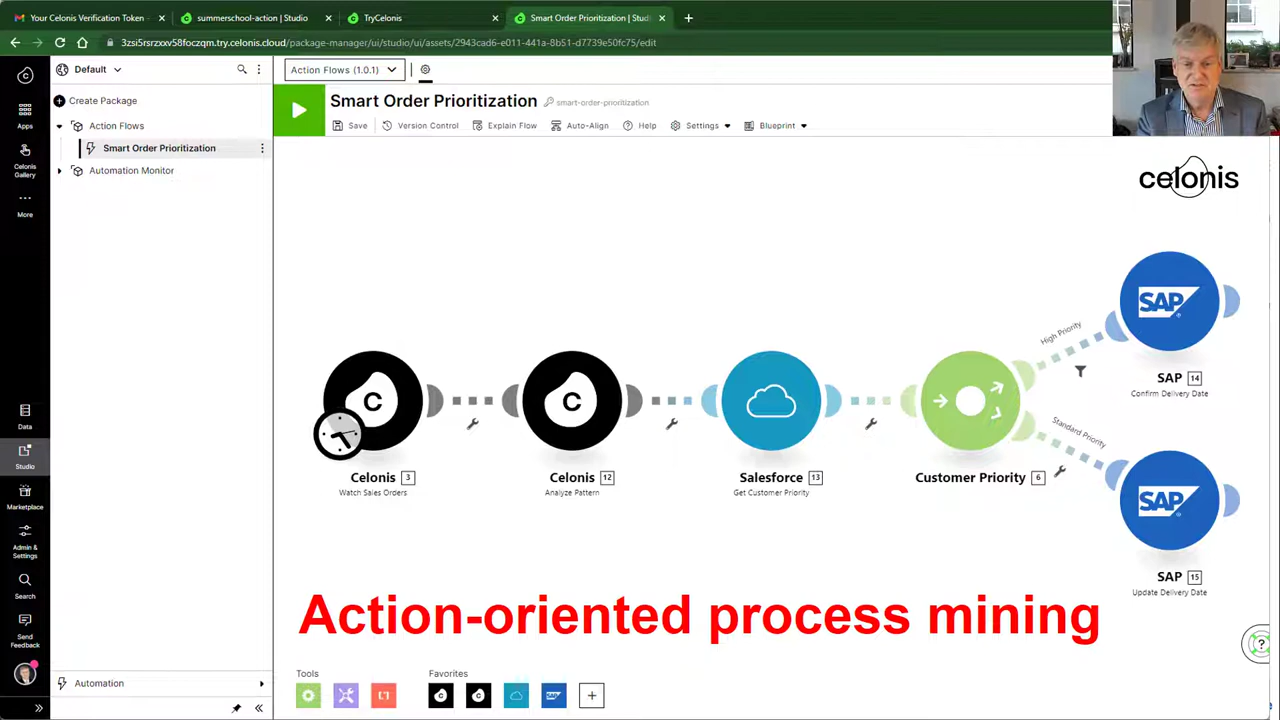 Your Celonis Verification Token -
summerschool-action | Studio
TryCelonis
Smart Order Prioritization | Stud
3zsi5rsrzxxv58foczqm.try.celonis.cloud/package-manager/ui/studio/ui/assets/2943cad6-e011-441a-8b51-d7739e50fc75/edit
Default
Apps
Celonis
Gallery
More
Data
Studio
Marketplace
Admin &
Settings
Search
Send
Feedback
Create Package
Action Flows
Smart Order Prioritization
Automation Monitor
Automation
Action Flows (1.0.1)
Smart Order Prioritization
smart-order-prioritization
Save
Version Control
Explain Flow
Auto-Align
Help
Settings
Blueprint
celonis
C
Celonis 3
Watch Sales Orders
C
Celonis 12
Analyze Pattern
Salesforce 13
Get Customer Priority
Customer Priority 6
High Priority
Standard Priority
SAP
SAP 14
Confirm Delivery Date
SAP
SAP 15
Update Delivery Date
Action-oriented process mining
Tools
Favorites